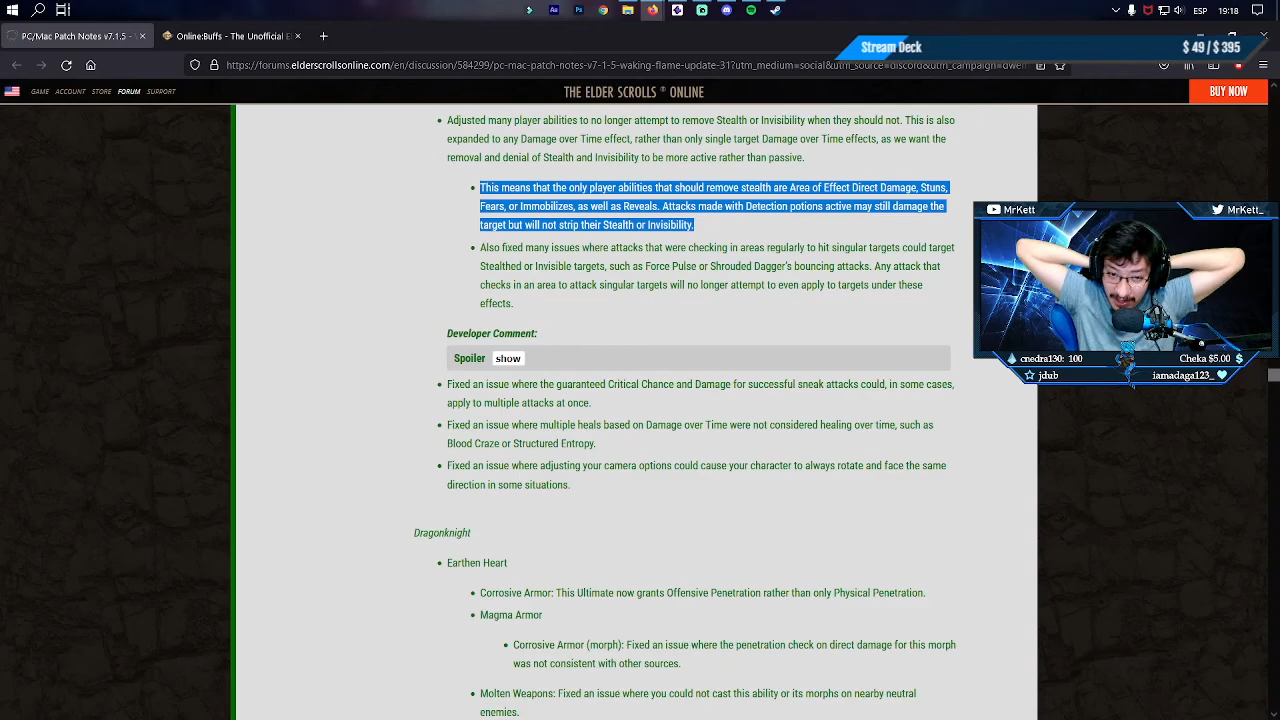 19:18
PC/Mac Patch Notes v7.1.5 -
Online:Buffs - The Unofficial El
Stream Deck
$ 49 / $ 395
https://forums.elderscrollsonline.com/en/discussion/584299/pc-mac-patch-notes-v7-1-5-waking-flame-update-31?utm_medium=social&utm_source=discord&utm_campaign=dwem
GAME ACCOUNT STORE FORUM SUPPORT
THE ELDER SCROLLS ® ONLINE
BUY NOW
• Adjusted many player abilities to no longer attempt to remove Stealth or Invisibility when they should not. This is also
expanded to any Damage over Time effect, rather than only single target Damage over Time effects, as we want the
removal and denial of Stealth and Invisibility to be more active rather than passive.
• This means that the only player abilities that should remove stealth are Area of Effect Direct Damage, Stuns,
Fears, or Immobilizes, as well as Reveals. Attacks made with Detection potions active may still damage the
target but will not strip their Stealth or Invisibility.
• Also fixed many issues where attacks that were checking in areas regularly to hit singular targets could target
Stealthed or Invisible targets, such as Force Pulse or Shrouded Dagger's bouncing attacks. Any attack that
checks in an area to attack singular targets will no longer attempt to even apply to targets under these
effects.
Developer Comment:
Spoiler show
• Fixed an issue where the guaranteed Critical Chance and Damage for successful sneak attacks could, in some cases,
apply to multiple attacks at once.
• Fixed an issue where multiple heals based on Damage over Time were not considered healing over time, such as
Blood Craze or Structured Entropy.
• Fixed an issue where adjusting your camera options could cause your character to always rotate and face the same
direction in some situations.
Dragonknight
• Earthen Heart
• Corrosive Armor: This Ultimate now grants Offensive Penetration rather than only Physical Penetration.
• Magma Armor
• Corrosive Armor (morph): Fixed an issue where the penetration check on direct damage for this morph
was not consistent with other sources.
• Molten Weapons: Fixed an issue where you could not cast this ability or its morphs on nearby neutral
enemies.
MrKett
MrKett_
cnedra130: 100
Cheka $5.00
jdub
iamadaga123_